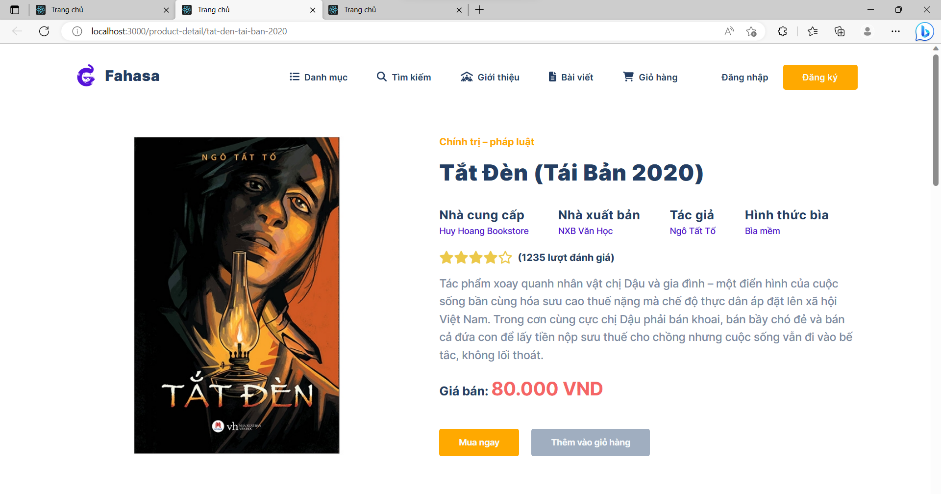 Trang chủ
Trang chủ
Trang chủ
localhost:3000/product-detail/tat-den-tai-ban-2020
Fahasa
Danh mục
Tìm kiếm
Giới thiệu
Bài viết
Giỏ hàng
Đăng nhập
Đăng ký
NGÔ TẤT TỐ
TẮT ĐÈN
vh
Chính trị – pháp luật
Tắt Đèn (Tái Bản 2020)
Nhà cung cấp
Huy Hoang Bookstore
Nhà xuất bản
NXB Văn Học
Tác giả
Ngô Tất Tố
Hình thức bìa
Bìa mềm
(1235 lượt đánh giá)
Tác phẩm xoay quanh nhân vật chị Dậu và gia đình – một điển hình của cuộc
sống bần cùng hóa sưu cao thuế nặng mà chế độ thực dân áp đặt lên xã hội
Việt Nam. Trong cơn cùng cực chị Dậu phải bán khoai, bán bầy chó đẻ và bán
cả đứa con để lấy tiền nộp sưu thuế cho chồng nhưng cuộc sống vẫn đi vào bế
tắc, không lối thoát.
Giá bán: 80.000 VND
Mua ngay
Thêm vào giỏ hàng